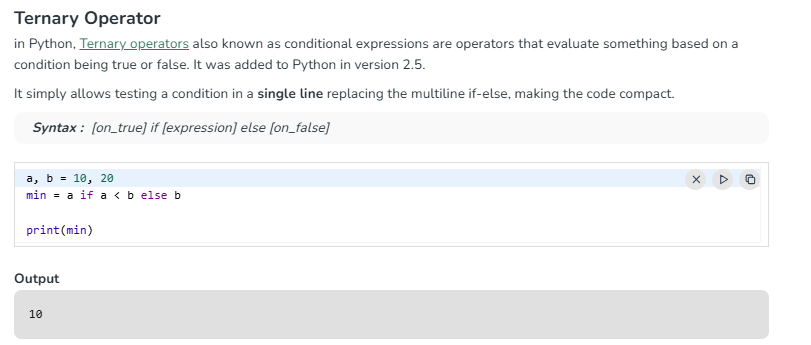 Ternary Operator
in Python, Ternary operators also known as conditional expressions are operators that evaluate something based on a
condition being true or false. It was added to Python in version 2.5.
It simply allows testing a condition in a single line replacing the multiline if-else, making the code compact.
Syntax : [on_true] if [expression] else [on_false]
a, b = 10, 20
min = a if a < b else b
print(min)
Output
10